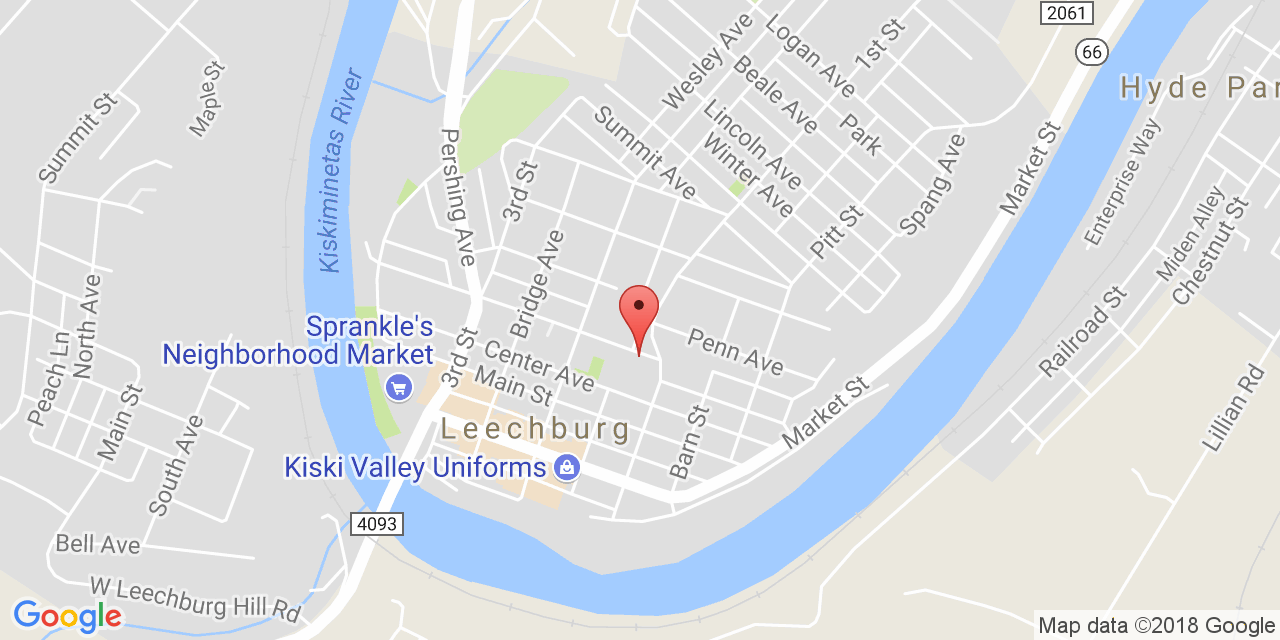 2061
66
Logan Ave
1st St
Wesley Ave
Beale Ave
Hyde Par
Maple St
Summit St
Kiskiminetas River
Pershing Ave
3rd St
Summit Ave
Lincoln Ave
Winter Ave
Park
Spang Ave
Market St
Enterprise Way
Miden Alley
Chestnut St
Pitt St
Bridge Ave
North Ave
Peach Ln
Sprankle's
Neighborhood Market
3rd St
Penn Ave
Railroad St
Center Ave
Main St
Main St
South Ave
Leechburg
Barn St
Market St
Lillian Rd
Kiski Valley Uniforms
4093
Bell Ave
W Leechburg Hill Rd
Google
Map data ©2018 Google